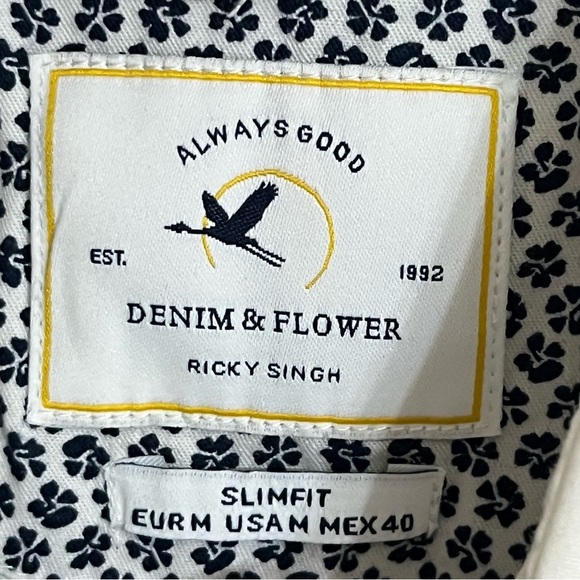 ALWAYS GOOD
EST. 1992
DENIM & FLOWER
RICKY SINGH
SLIMFIT
EUR M USA M MEX 40